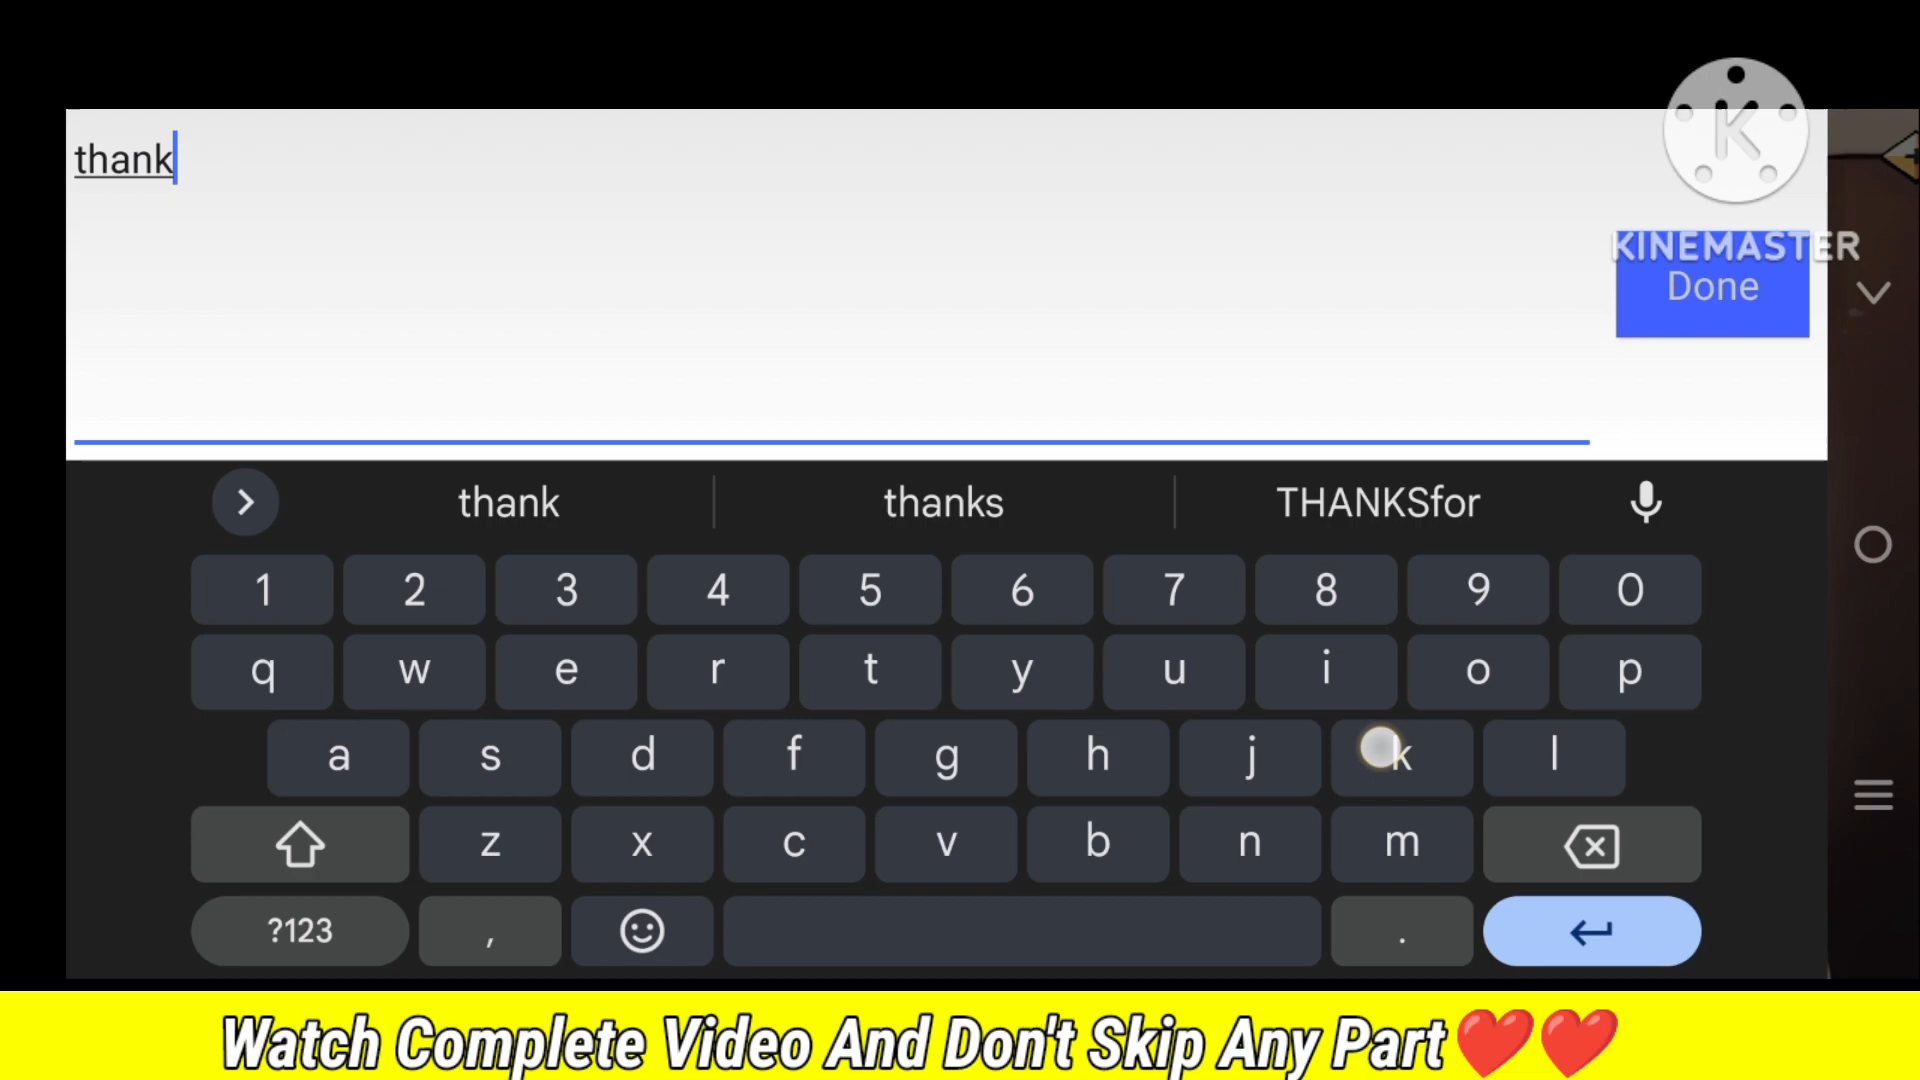 thank
K
KINEMASTER
Done
thank thanks THANKSfor
1 2 3 4 5 6 7 8 9 0
q w e r t y u i o p
a s d f g h j k l
z x c v b n m
?123 , .
Watch Complete Video And Don't Skip Any Part❤️❤️